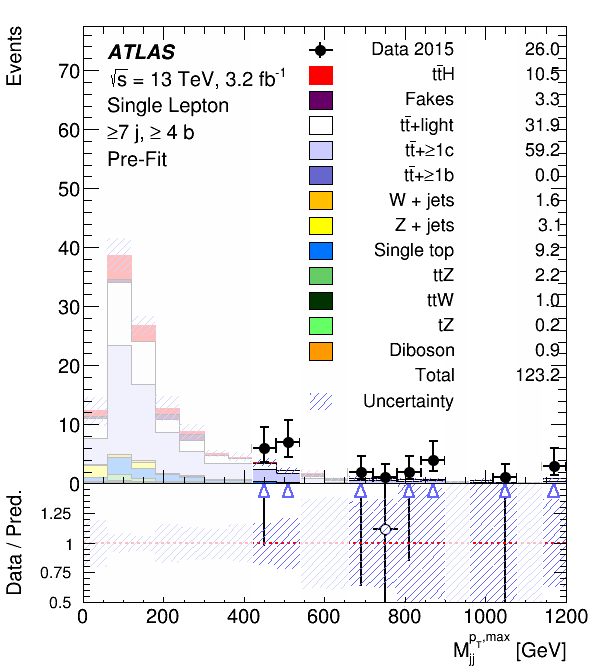 Events
ATLAS
√s = 13 TeV, 3.2 fb⁻¹
Single Lepton
≥7 j, ≥ 4 b
Pre-Fit
Data 2015 26.0
tt̄H 10.5
Fakes 3.3
tt̄+light 31.9
tt̄+≥1c 59.2
tt̄+≥1b 0.0
W + jets 1.6
Z + jets 3.1
Single top 9.2
ttZ 2.2
ttW 1.0
tZ 0.2
Diboson 0.9
Total 123.2
Uncertainty
70
60
50
40
30
20
10
0
Data / Pred.
1.25
1
0.75
0.5
0 200 400 600 800 1000 1200
M_jj^{p_T,max} [GeV]